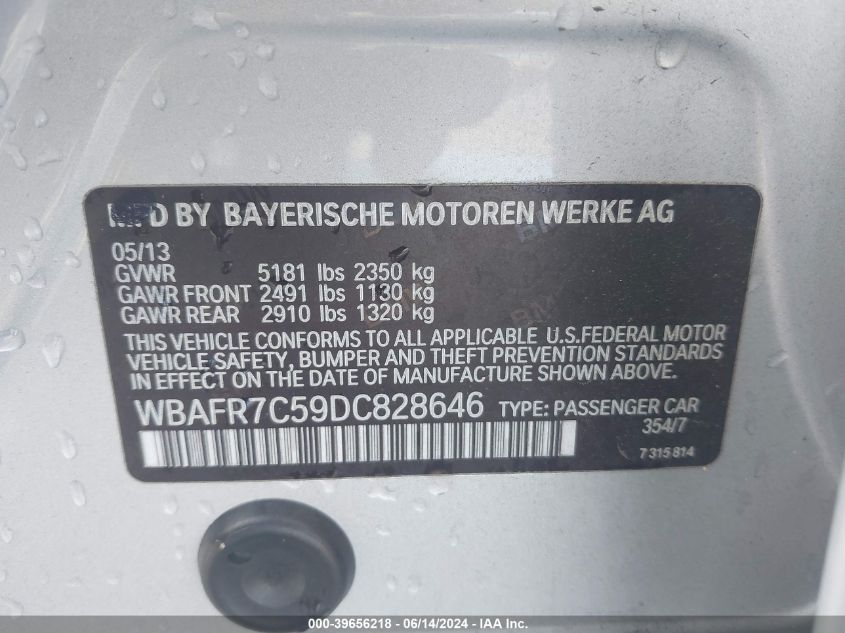 MFD BY BAYERISCHE MOTOREN WERKE AG
05/13
GVWR 5181 lbs 2350 kg
GAWR FRONT 2491 lbs 1130 kg
GAWR REAR 2910 lbs 1320 kg
THIS VEHICLE CONFORMS TO ALL APPLICABLE U.S.FEDERAL MOTOR
VEHICLE SAFETY, BUMPER AND THEFT PREVENTION STANDARDS
IN EFFECT ON THE DATE OF MANUFACTURE SHOWN ABOVE.
WBAFR7C59DC828646 TYPE: PASSENGER CAR
354/7
7 315 814
000-39656218 - 06/14/2024 - IAA Inc.